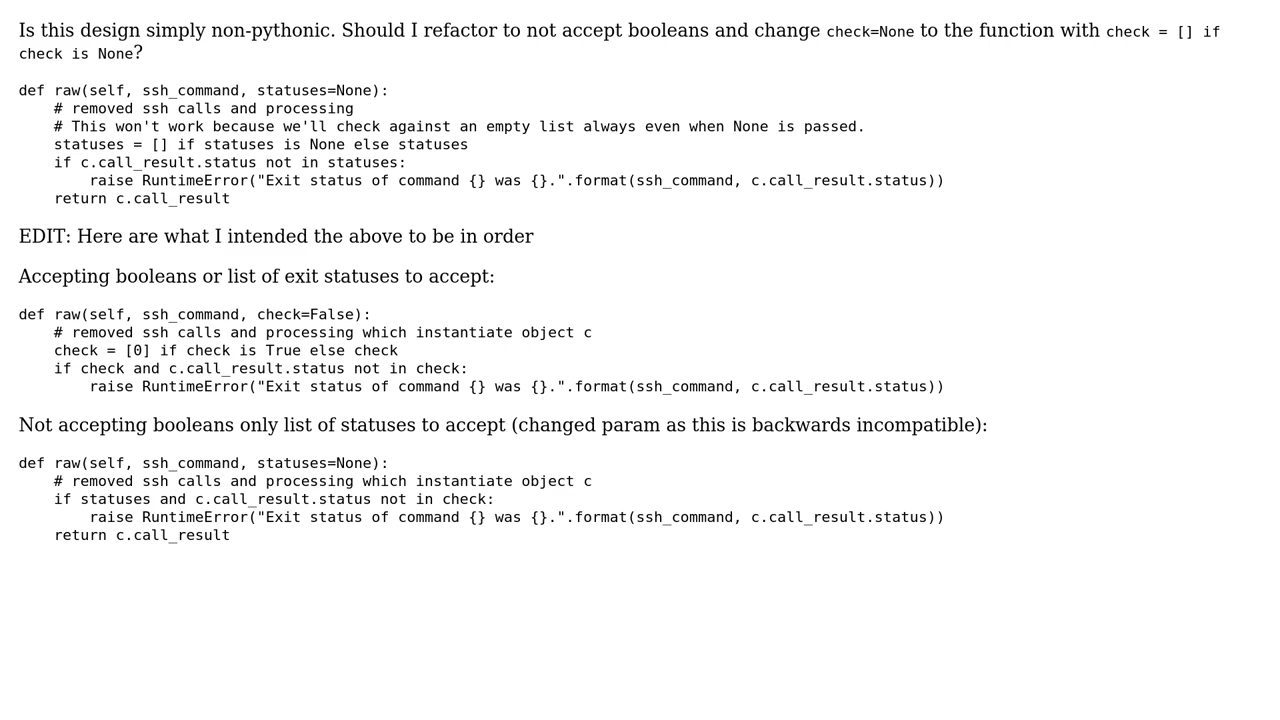 Is this design simply non-pythonic. Should I refactor to not accept booleans and change check=None to the function with check = [] if
check is None?
def raw(self, ssh_command, statuses=None):
    # removed ssh calls and processing
    # This won't work because we'll check against an empty list always even when None is passed.
    statuses = [] if statuses is None else statuses
    if c.call_result.status not in statuses:
        raise RuntimeError("Exit status of command {} was {}.".format(ssh_command, c.call_result.status))
    return c.call_result
EDIT: Here are what I intended the above to be in order
Accepting booleans or list of exit statuses to accept:
def raw(self, ssh_command, check=False):
    # removed ssh calls and processing which instantiate object c
    check = [0] if check is True else check
    if check and c.call_result.status not in check:
        raise RuntimeError("Exit status of command {} was {}.".format(ssh_command, c.call_result.status))
Not accepting booleans only list of statuses to accept (changed param as this is backwards incompatible):
def raw(self, ssh_command, statuses=None):
    # removed ssh calls and processing which instantiate object c
    if statuses and c.call_result.status not in check:
        raise RuntimeError("Exit status of command {} was {}.".format(ssh_command, c.call_result.status))
    return c.call_result